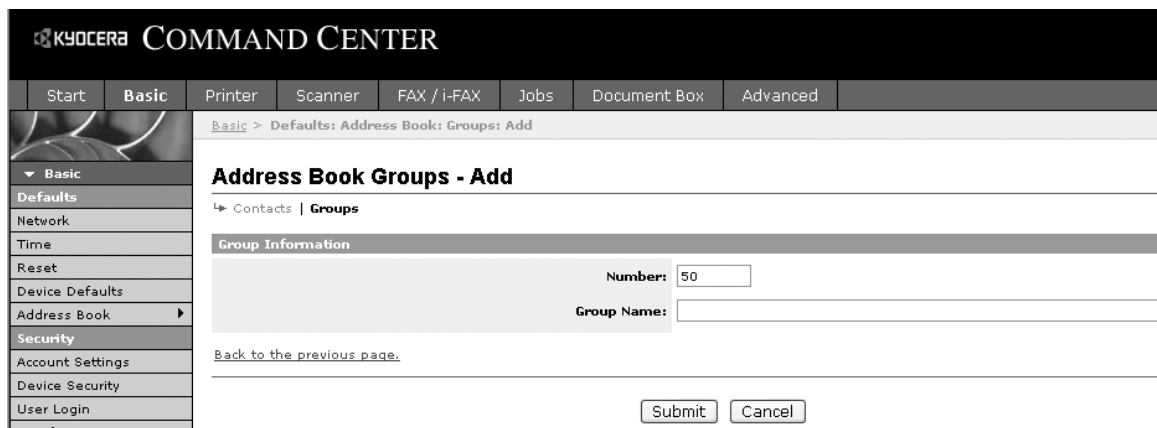 KYOCERA COMMAND CENTER
Start Basic Printer Scanner FAX / i-FAX Jobs Document Box Advanced
Basic > Defaults: Address Book: Groups: Add
Basic
Defaults
Network
Time
Reset
Device Defaults
Address Book
Security
Account Settings
Device Security
User Login
Address Book Groups - Add
Contacts | Groups
Group Information
Number: 50
Group Name:
Back to the previous page.
Submit Cancel